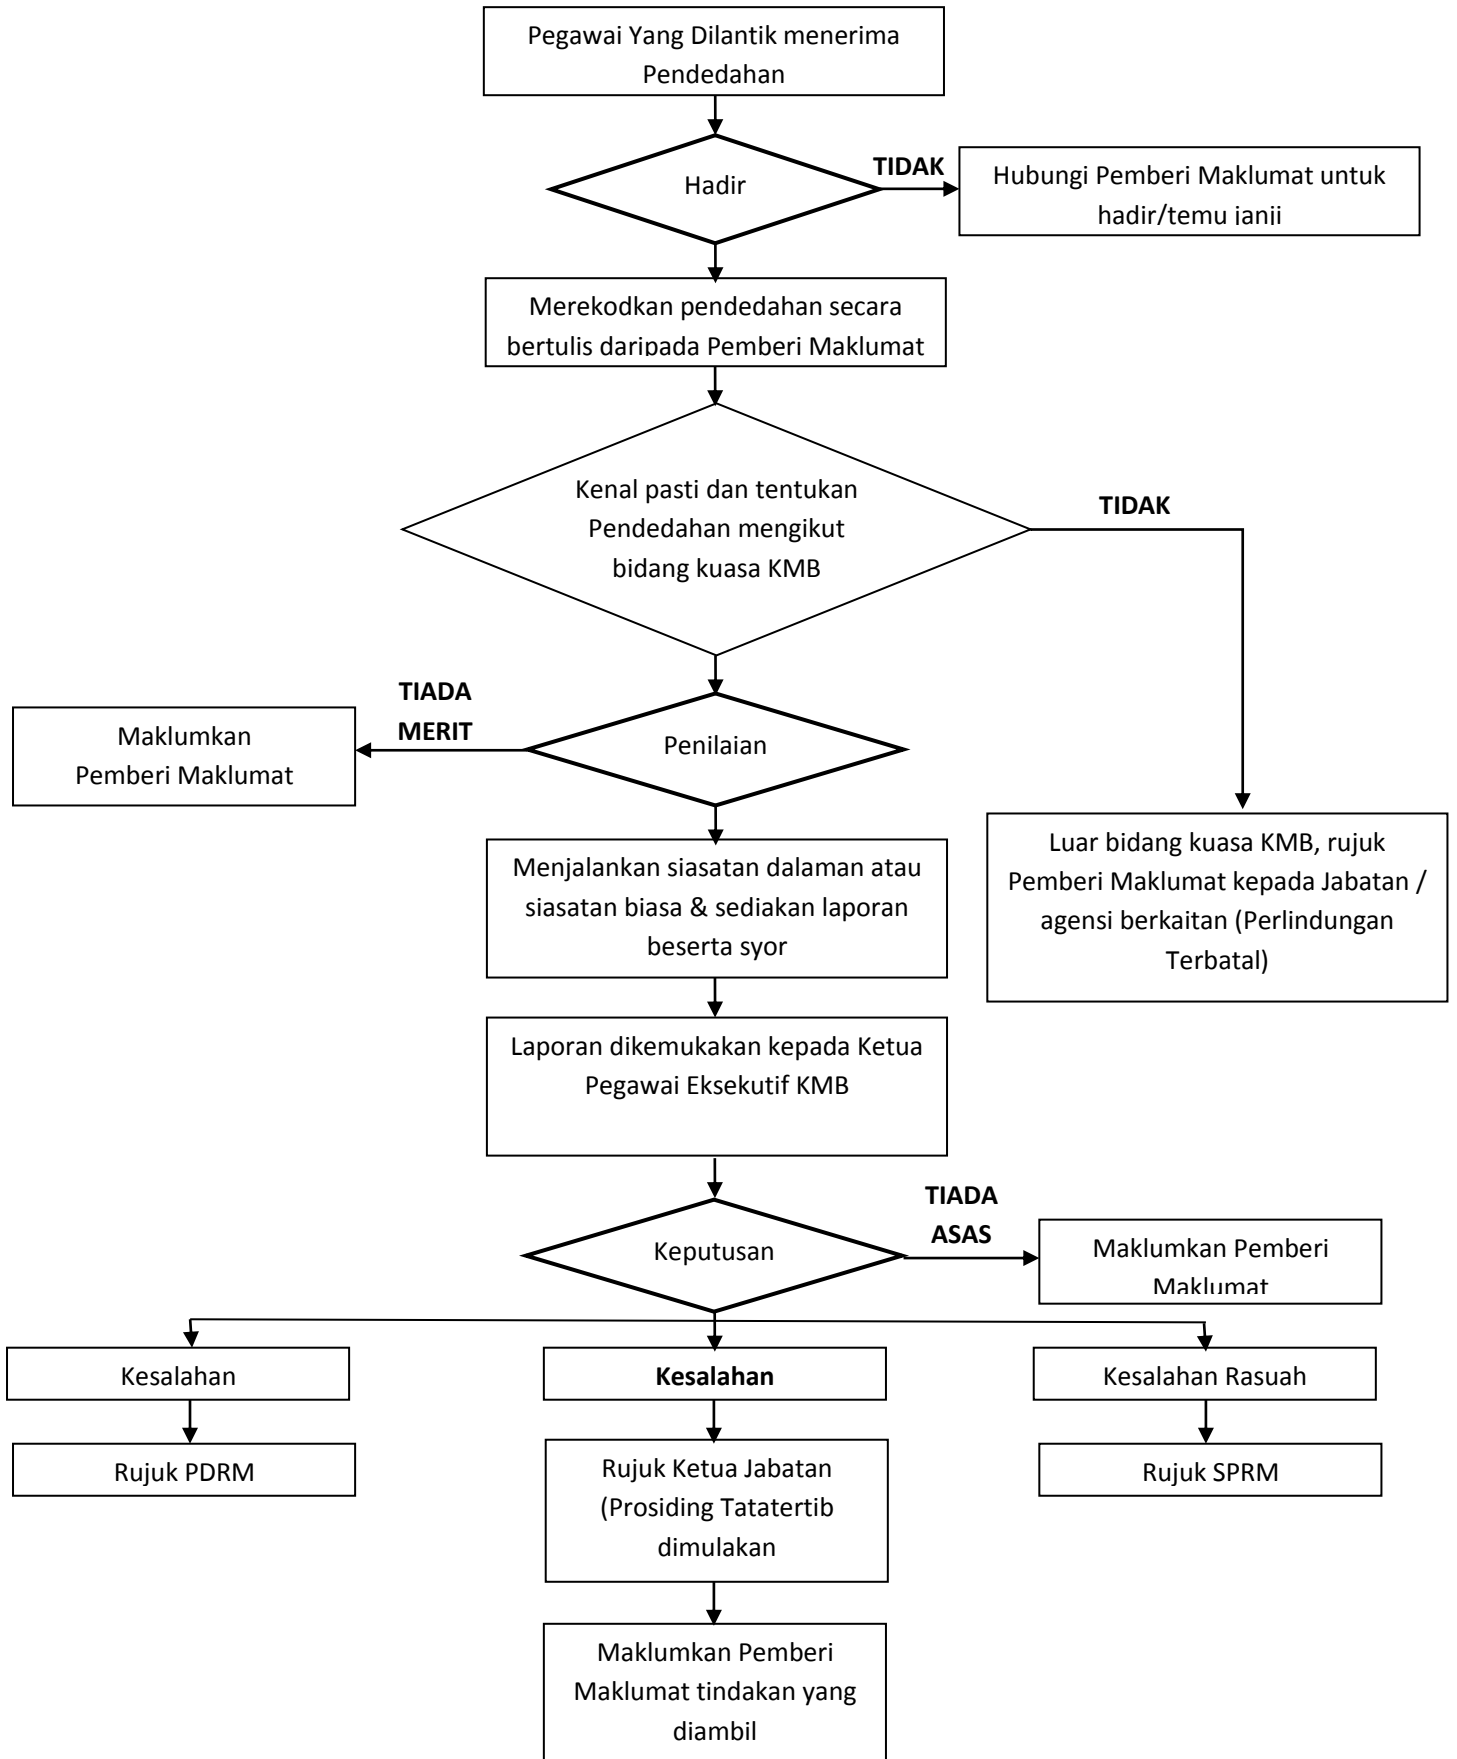 Pegawai Yang Dilantik menerima
Pendedahan
Hadir
TIDAK
Hubungi Pemberi Maklumat untuk
hadir/temu janji
Merekodkan pendedahan secara
bertulis daripada Pemberi Maklumat
Kenal pasti dan tentukan
Pendedahan mengikut
bidang kuasa KMB
TIDAK
TIADA
MERIT
Maklumkan
Pemberi Maklumat
Penilaian
Menjalankan siasatan dalaman atau
siasatan biasa & sediakan laporan
beserta syor
Luar bidang kuasa KMB, rujuk
Pemberi Maklumat kepada Jabatan /
agensi berkaitan (Perlindungan
Terbatal)
Laporan dikemukakan kepada Ketua
Pegawai Eksekutif KMB
Keputusan
TIADA
ASAS
Maklumkan Pemberi
Maklumat
Kesalahan
Kesalahan
Kesalahan Rasuah
Rujuk PDRM
Rujuk Ketua Jabatan
(Prosiding Tatatertib
dimulakan
Rujuk SPRM
Maklumkan Pemberi
Maklumat tindakan yang
diambil